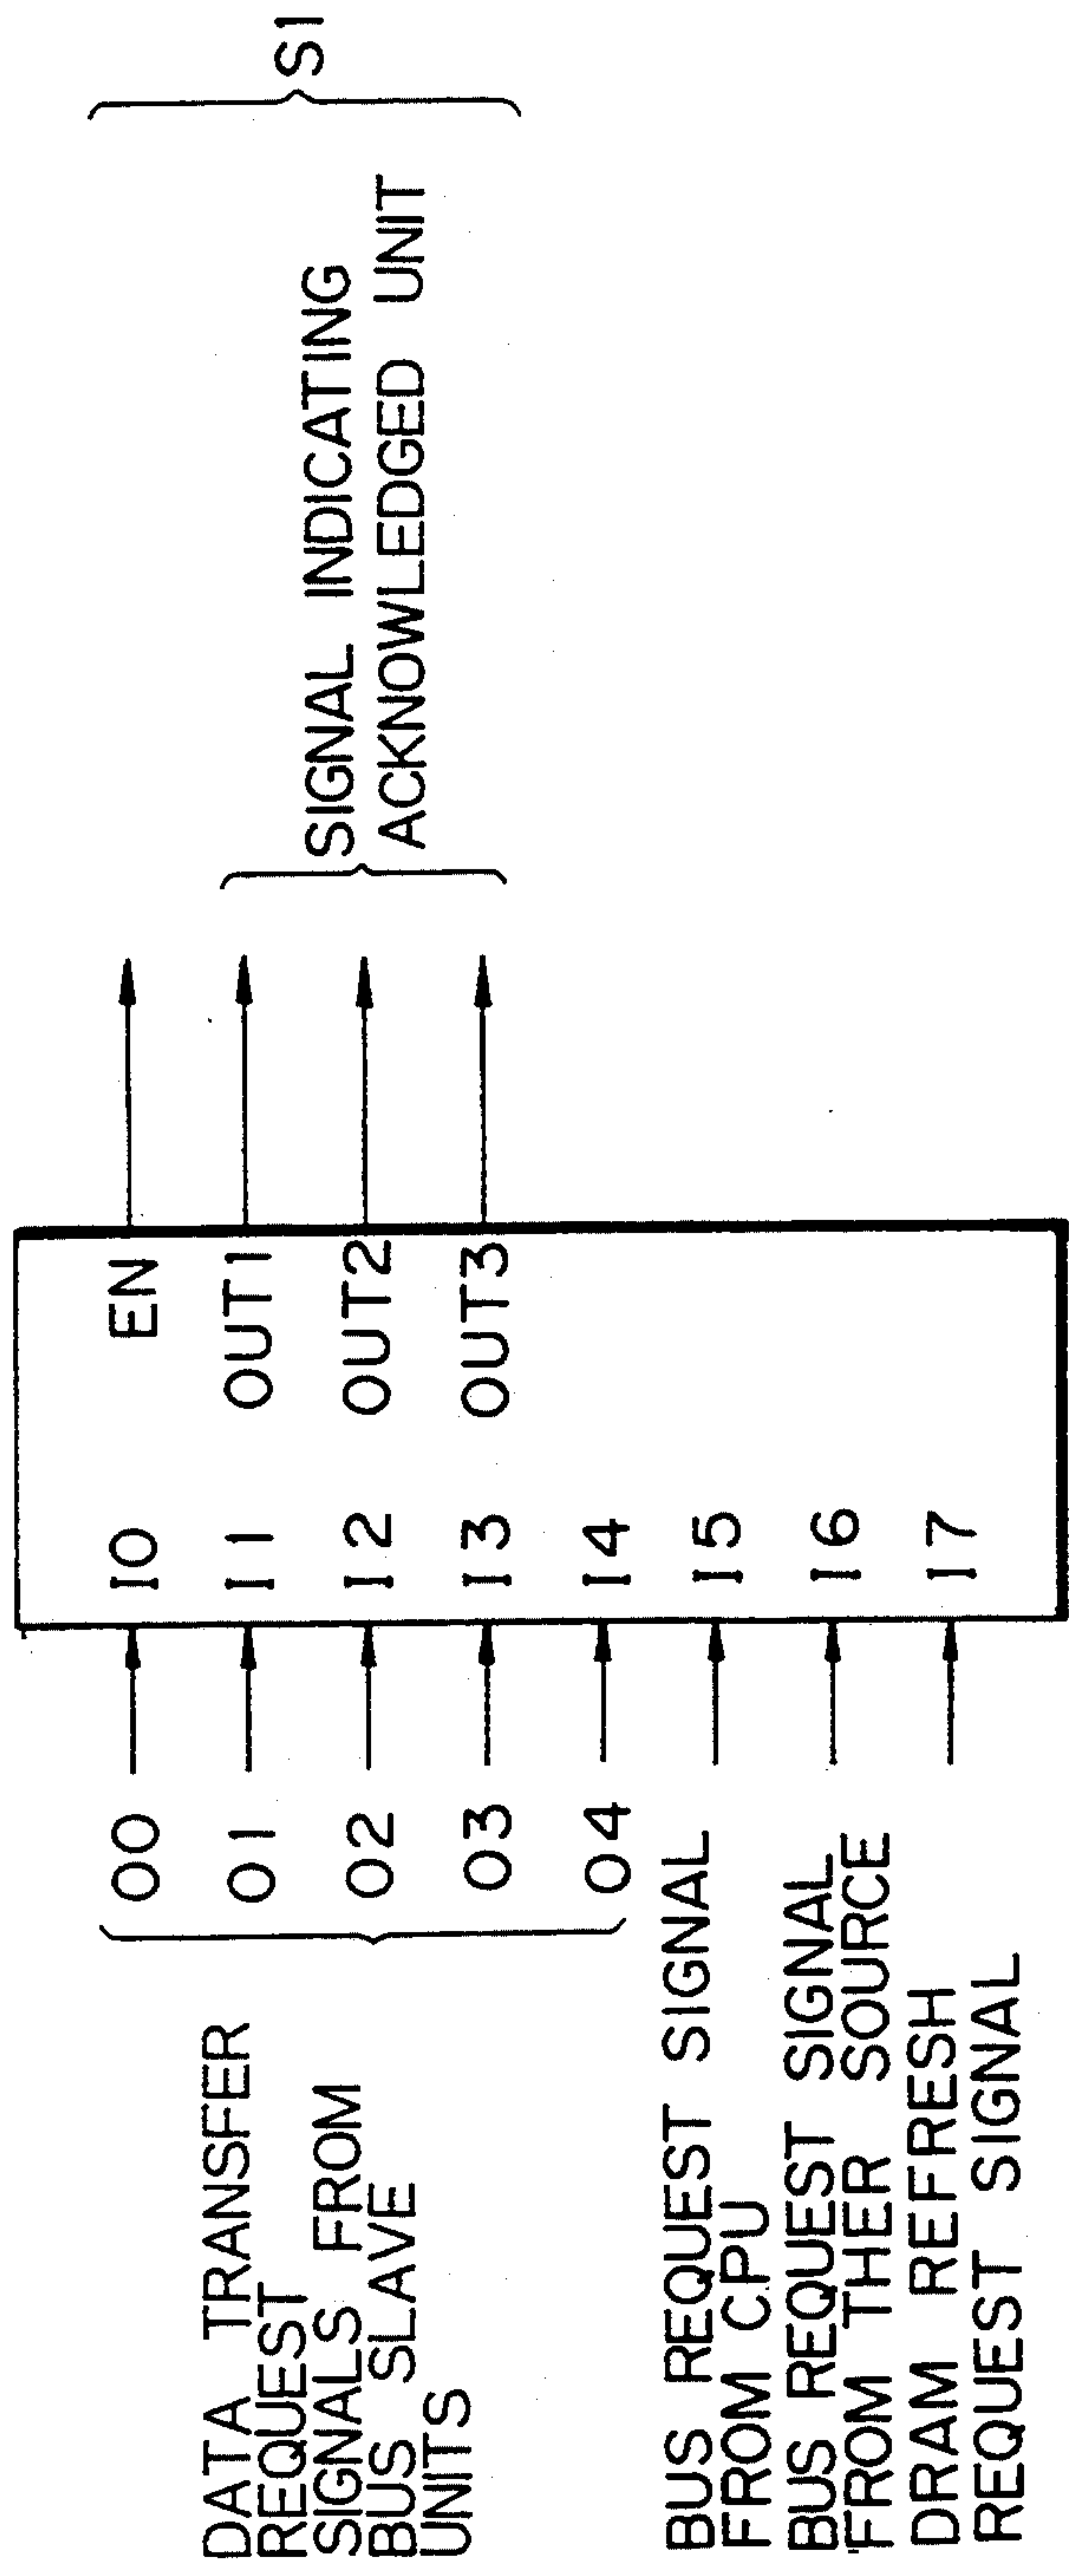 DATA TRANSFER
REQUEST
SIGNALS FROM
BUS SLAVE
UNITS
00
01
02
03
04
BUS REQUEST SIGNAL
FROM CPU
BUS REQUEST SIGNAL
FROM THER SOURCE
DRAM REFRESH
REQUEST SIGNAL
I0
I1
I2
I3
I4
I5
I6
I7
EN
OUT1
OUT2
OUT3
SIGNAL INDICATING
ACKNOWLEDGED UNIT
S1